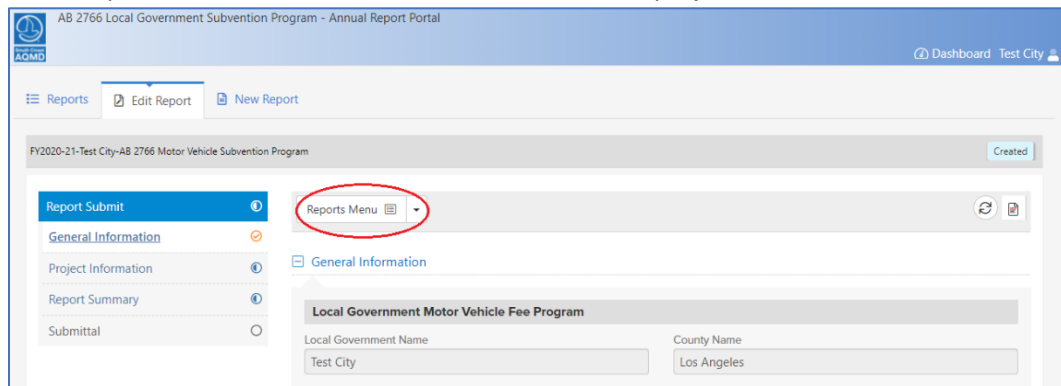 AB 2766 Local Government Subvention Program - Annual Report Portal
South Coast
AQMD
Dashboard Test City
Reports Edit Report New Report
FY2020-21-Test City-AB 2766 Motor Vehicle Subvention Program Created
Report Submit
Reports Menu
General Information
Project Information
Report Summary
Submittal
General Information
Local Government Motor Vehicle Fee Program
Local Government Name County Name
Test City Los Angeles